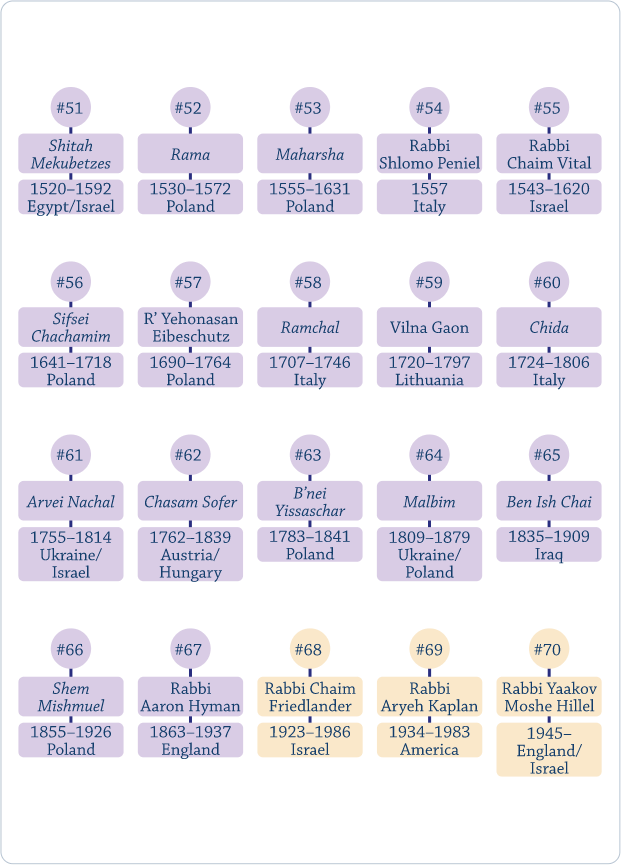 #51
Shitah
Mekubetzes
1520–1592
Egypt/Israel
#52
Rama
1530–1572
Poland
#53
Maharsha
1555–1631
Poland
#54
Rabbi
Shlomo Peniel
1557
Italy
#55
Rabbi
Chaim Vital
1543–1620
Israel
#56
Sifsei
Chachamim
1641–1718
Poland
#57
R’ Yehonasan
Eibeschutz
1690–1764
Poland
#58
Ramchal
1707–1746
Italy
#59
Vilna Gaon
1720–1797
Lithuania
#60
Chida
1724–1806
Italy
#61
Arvei Nachal
1755–1814
Ukraine/
Israel
#62
Chasam Sofer
1762–1839
Austria/
Hungary
#63
B’nei
Yissaschar
1783–1841
Poland
#64
Malbim
1809–1879
Ukraine/
Poland
#65
Ben Ish Chai
1835–1909
Iraq
#66
Shem
Mishmuel
1855–1926
Poland
#67
Rabbi
Aaron Hyman
1863–1937
England
#68
Rabbi Chaim
Friedlander
1923–1986
Israel
#69
Rabbi
Aryeh Kaplan
1934–1983
America
#70
Rabbi Yaakov
Moshe Hillel
1945–
England/
Israel